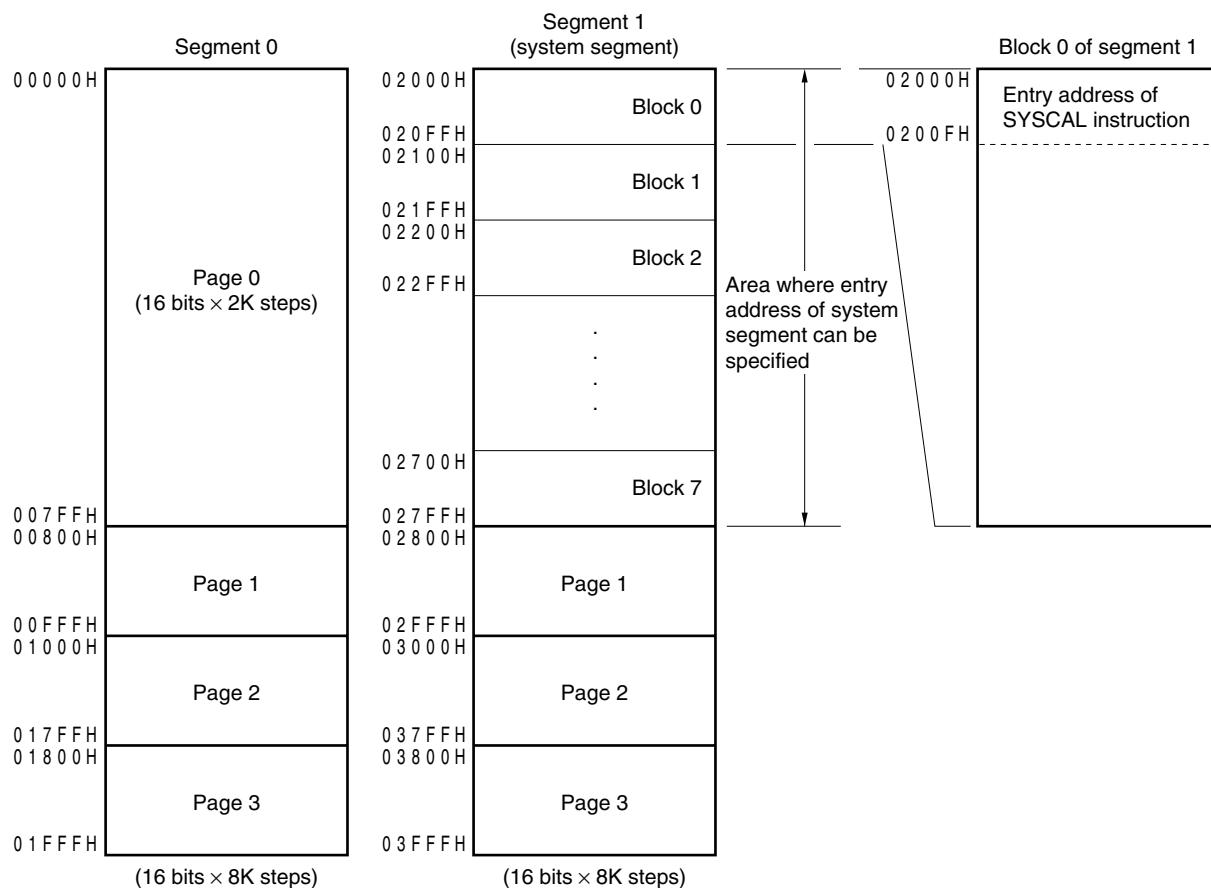 Segment 0
00000H
Page 0
(16 bits × 2K steps)
007FFH
00800H
Page 1
00FFFH
01000H
Page 2
017FFH
01800H
Page 3
01FFFH
(16 bits × 8K steps)
Segment 1
(system segment)
02000H
Block 0
020FFH
02100H
Block 1
021FFH
02200H
Block 2
022FFH
02700H
Block 7
027FFH
02800H
Page 1
02FFFH
03000H
Page 2
037FFH
03800H
Page 3
03FFFH
(16 bits × 8K steps)
Area where entry
address of system
segment can be
specified
Block 0 of segment 1
02000H
Entry address of
SYSCAL instruction
0200FH